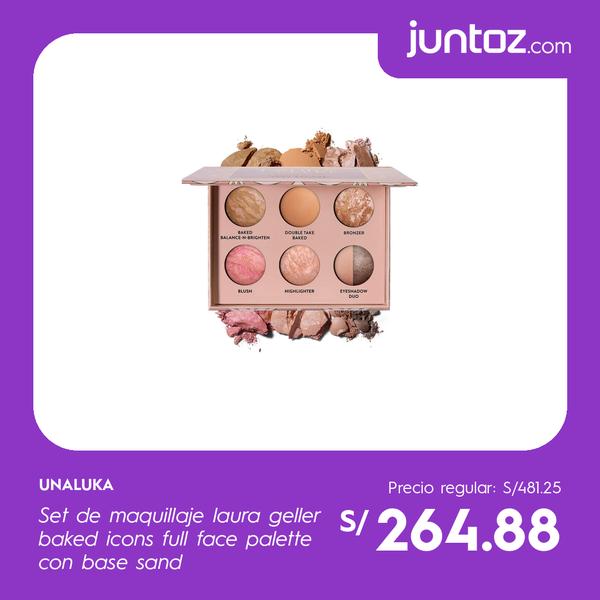 juntoz.com
BAKED
BALANCE-N-BRIGHTEN
DOUBLE TAKE
BAKED
BRONZER
BLUSH
HIGHLIGHTER
EYESHADOW
DUO
UNALUKA
Set de maquillaje laura geller
baked icons full face palette
con base sand
Precio regular: S/481.25
S/ 264.88